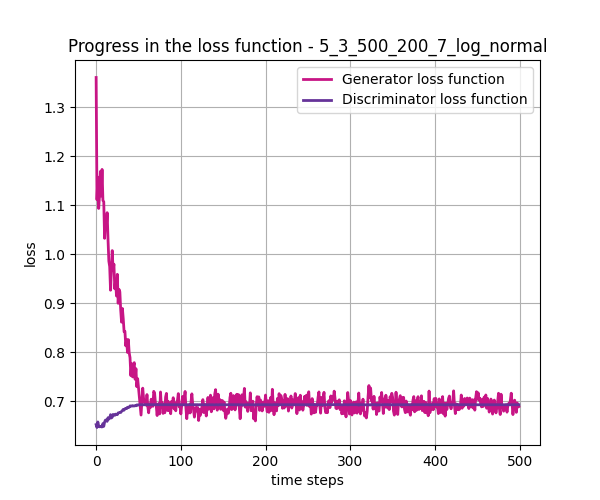 Progress in the loss function - 5_3_500_200_7_log_normal
Generator loss function
Discriminator loss function
1.3
1.2
1.1
1.0
0.9
0.8
0.7
loss
0
100
200
300
400
500
time steps